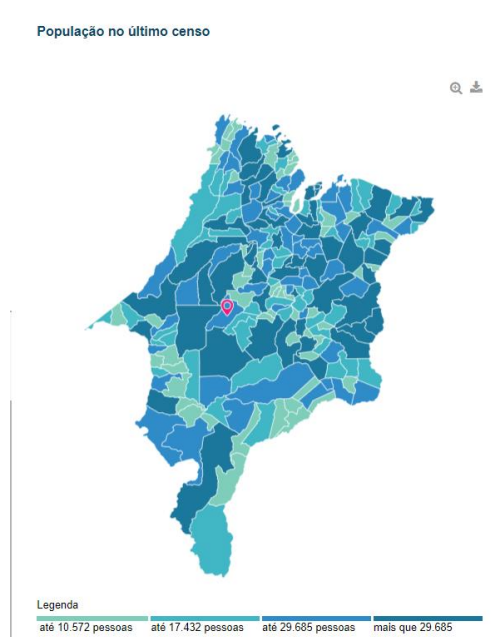 População no último censo
Legenda
até 10.572 pessoas até 17.432 pessoas até 29.685 pessoas mais que 29.685